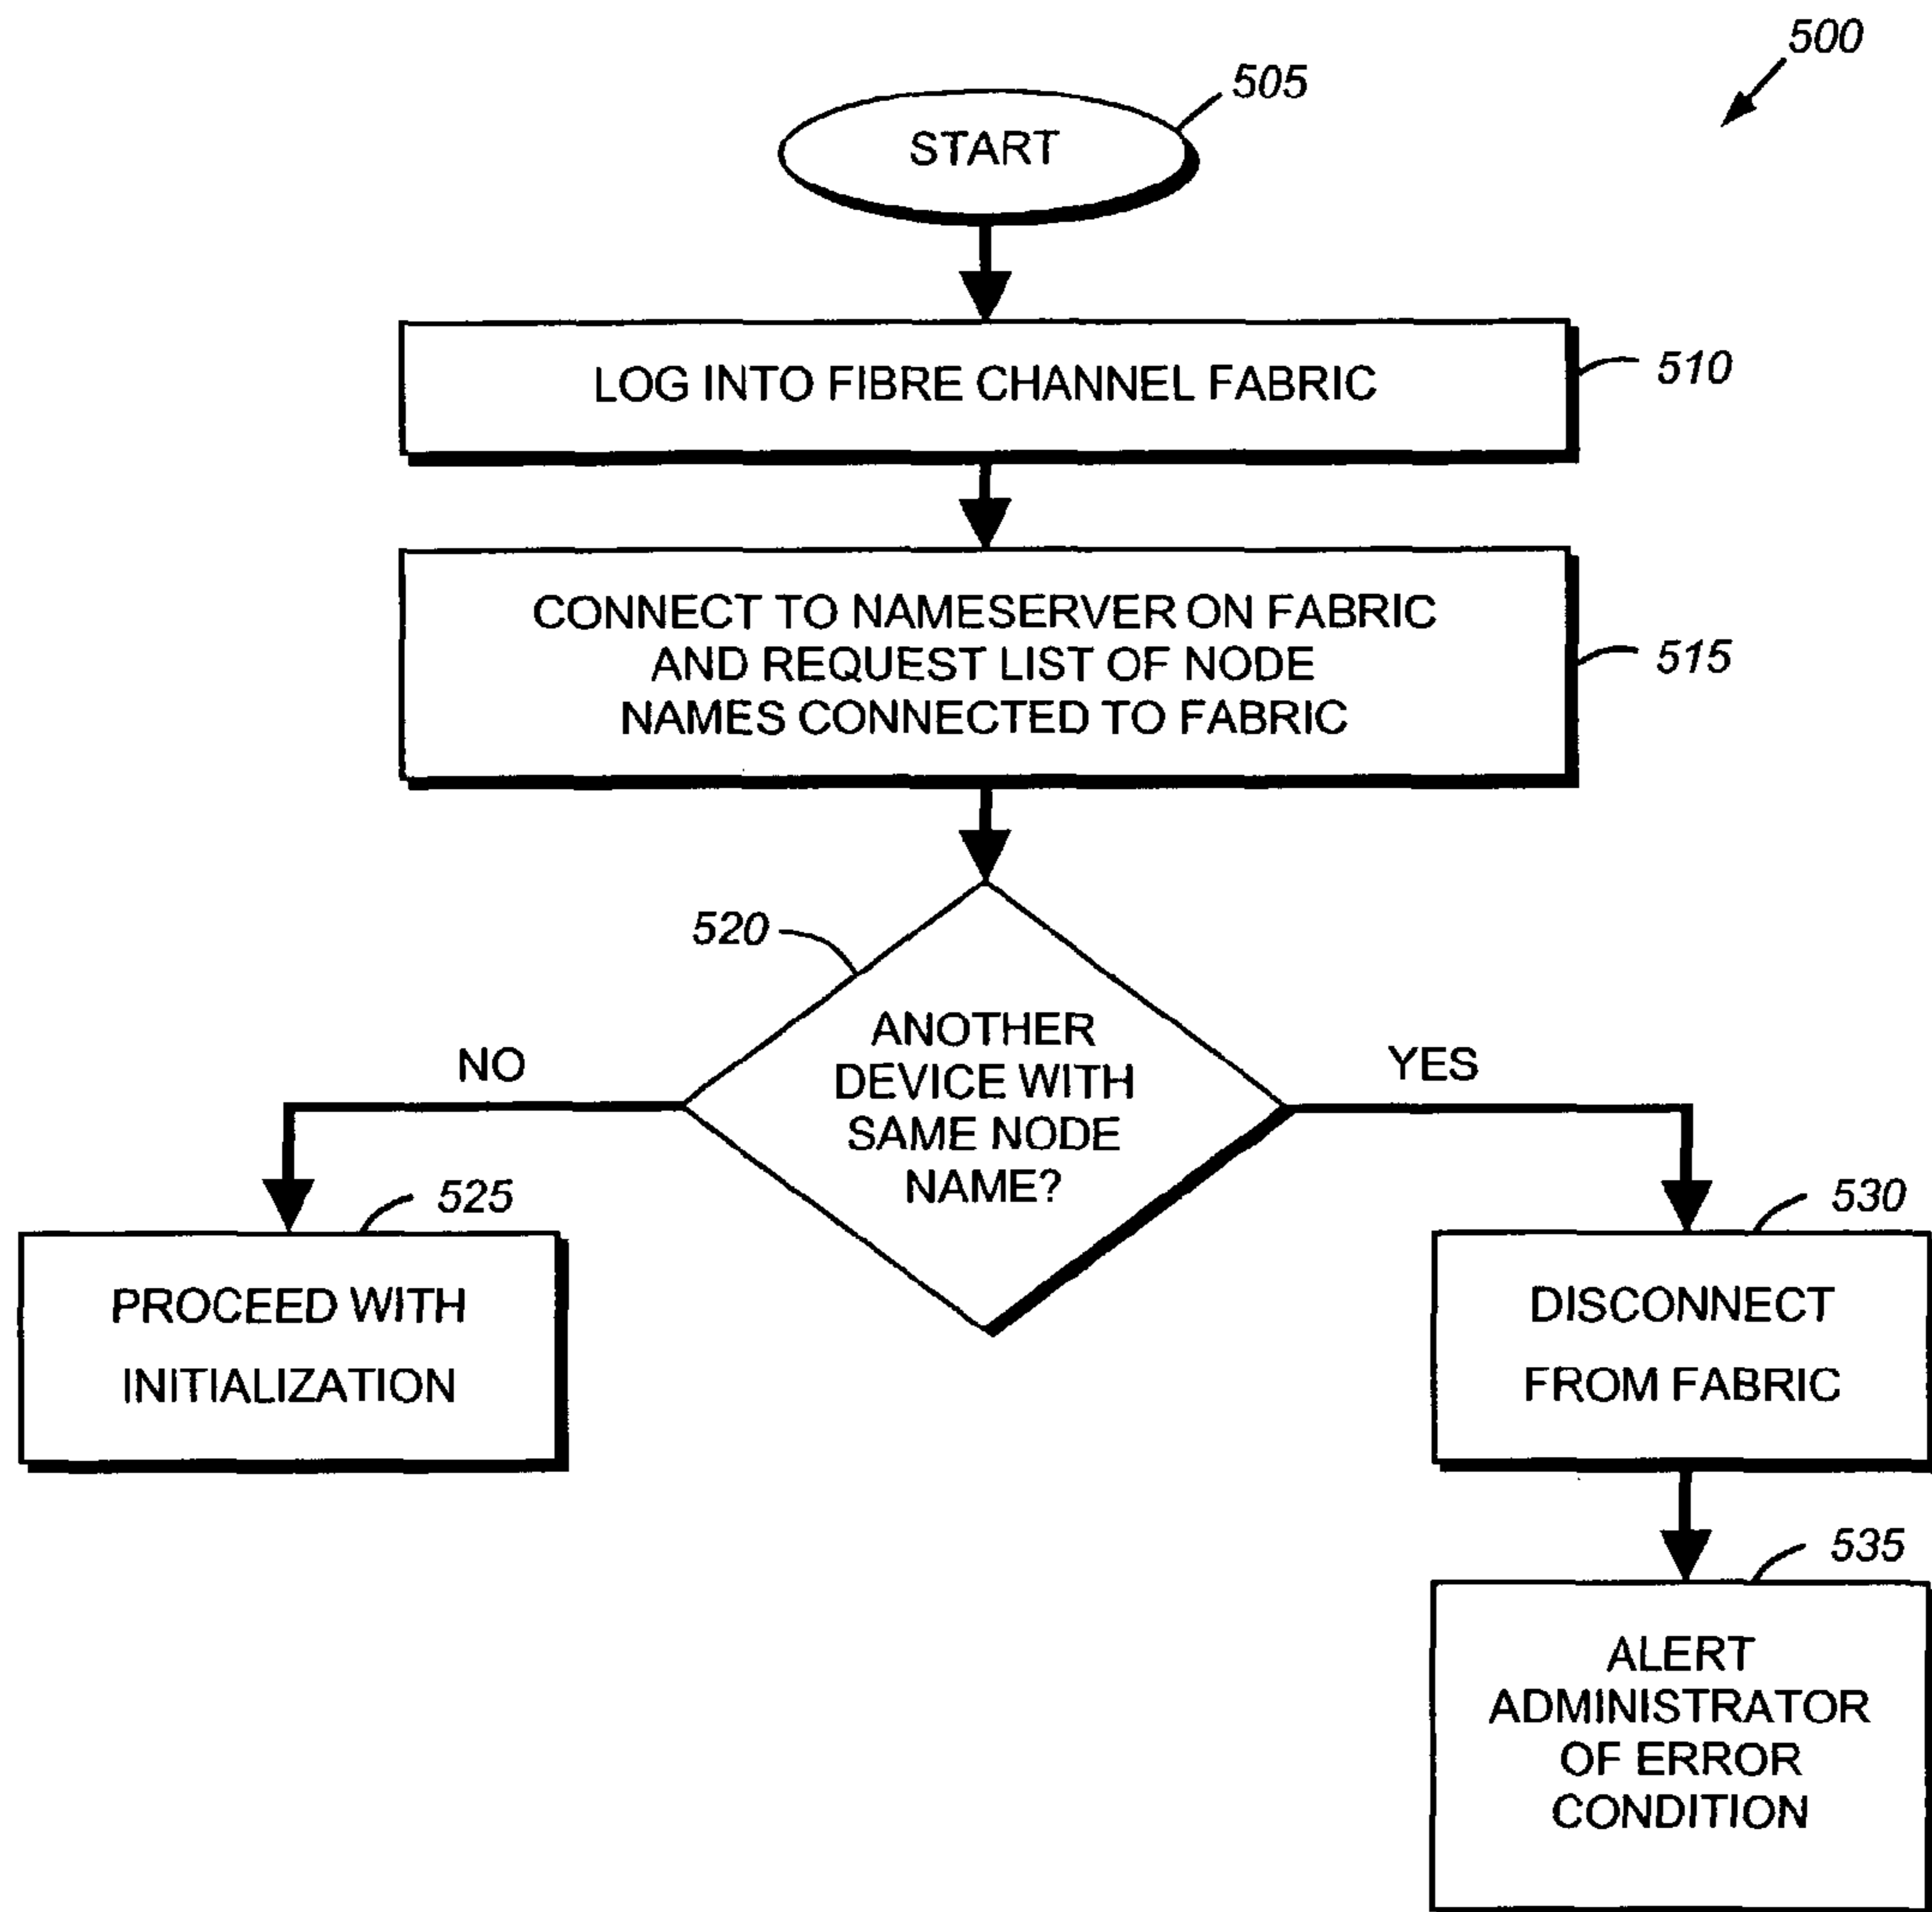 500
505
START
LOG INTO FIBRE CHANNEL FABRIC
510
CONNECT TO NAMESERVER ON FABRIC
AND REQUEST LIST OF NODE
NAMES CONNECTED TO FABRIC
515
520
ANOTHER
DEVICE WITH
SAME NODE
NAME?
NO
YES
525
PROCEED WITH
INITIALIZATION
530
DISCONNECT
FROM FABRIC
535
ALERT
ADMINISTRATOR
OF ERROR
CONDITION